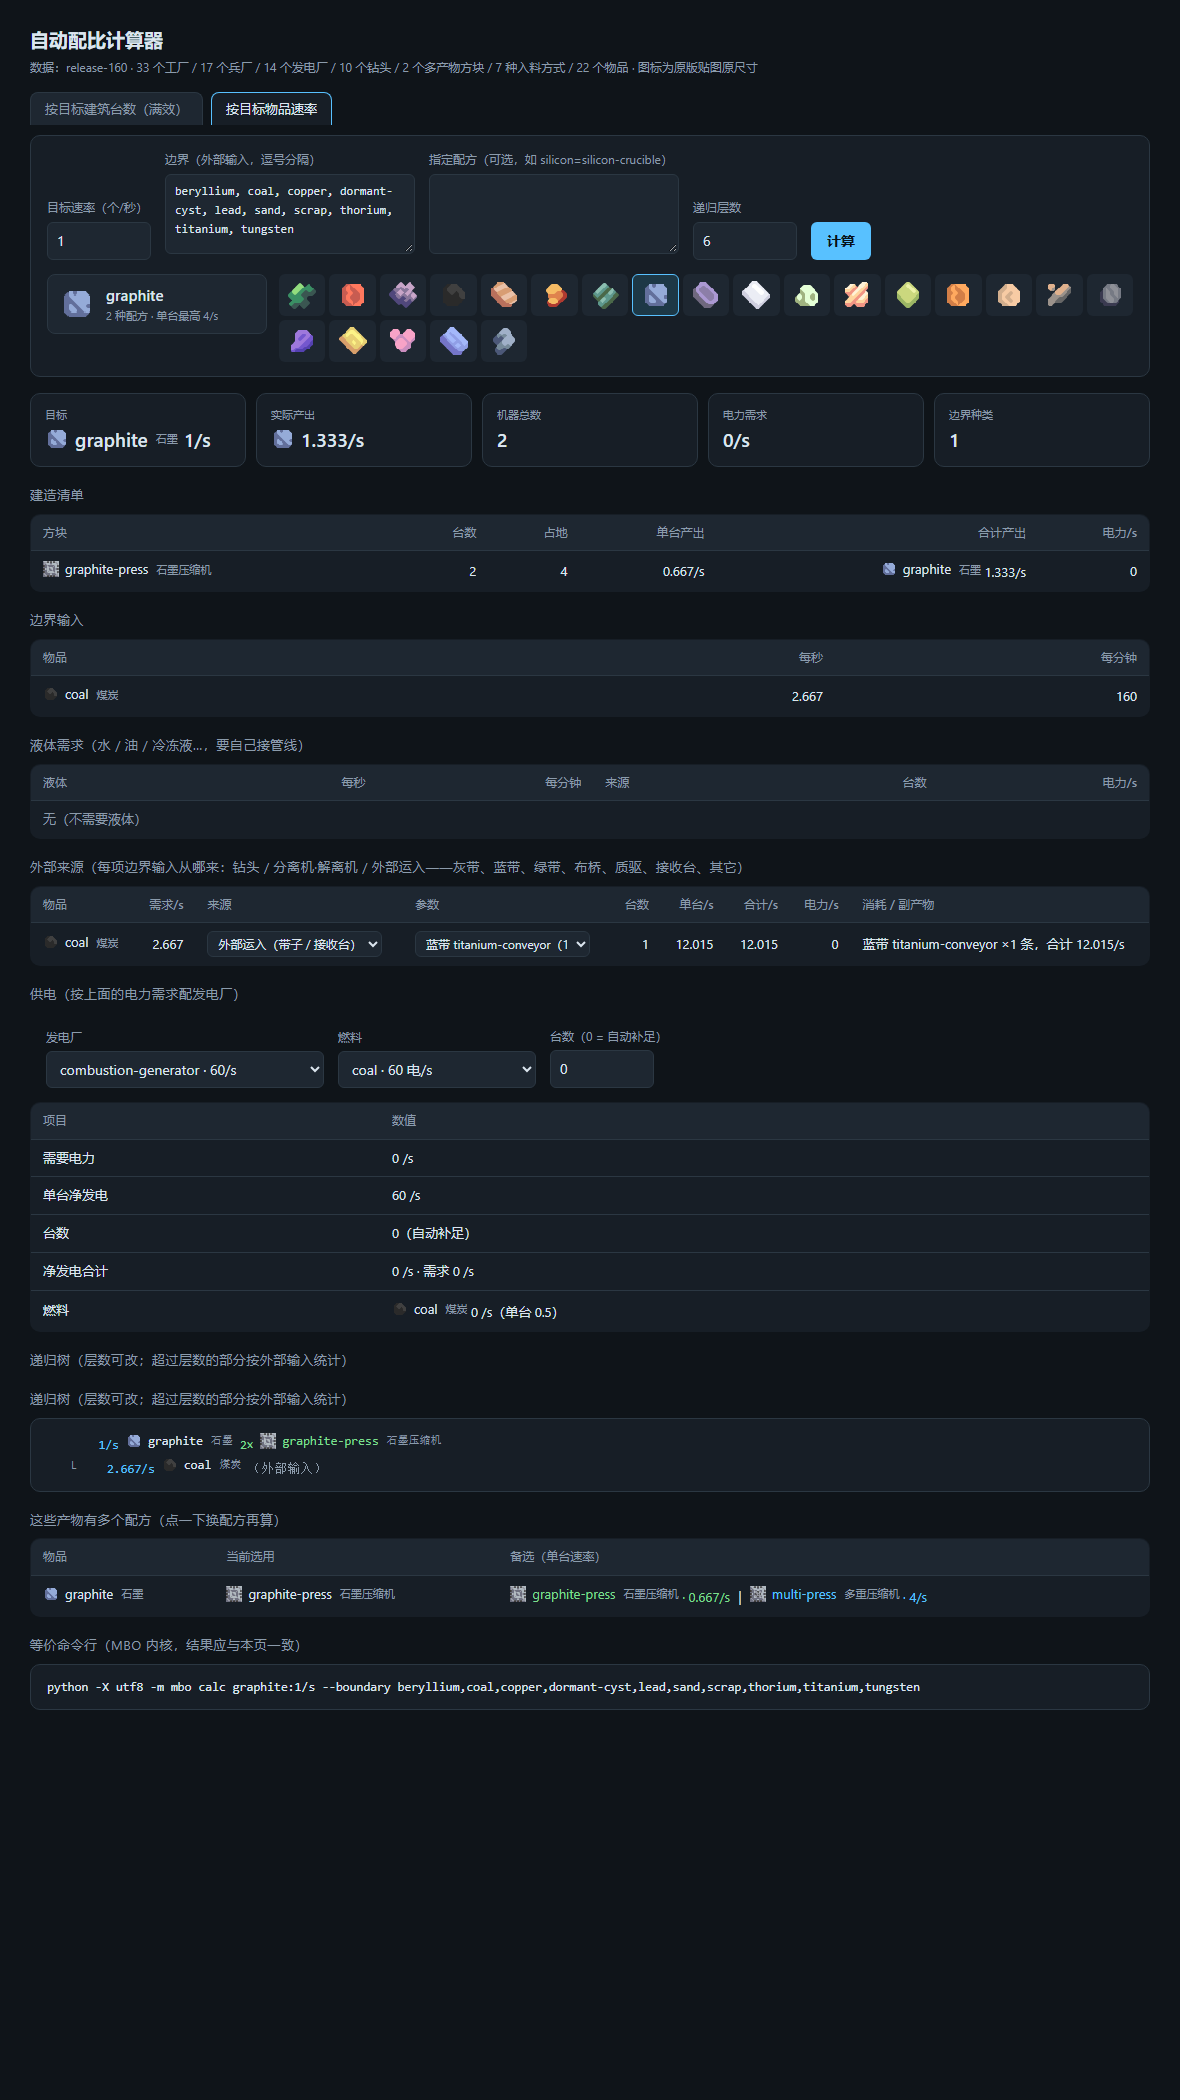 自动配比计算器
数据：release-160 · 33 个工厂 / 17 个兵厂 / 14 个发电厂 / 10 个钻头 / 2 个多产物方块 / 7 种入料方式 / 22 个物品 · 图标为原版贴图原尺寸
按目标建筑台数（满效） 按目标物品速率
边界（外部输入，逗号分隔） 指定配方（可选，如 silicon=silicon-crucible）
目标速率（个/秒） 递归层数
beryllium, coal, copper, dormant-
cyst, lead, sand, scrap, thorium,
titanium, tungsten
1 6 计算
graphite
2 种配方 · 单台最高 4/s
目标 实际产出 机器总数 电力需求 边界种类
graphite 石墨 1/s 1.333/s 2 0/s 1
建造清单
方块 台数 占地 单台产出 合计产出 电力/s
graphite-press 石墨压缩机 2 4 0.667/s graphite 石墨 1.333/s 0
边界输入
物品 每秒 每分钟
coal 煤炭 2.667 160
液体需求（水 / 油 / 冷冻液…，要自己接管线）
液体 每秒 每分钟 来源 台数 电力/s
无（不需要液体）
外部来源（每项边界输入从哪来：钻头 / 分离机·解离机 / 外部运入——灰带、蓝带、绿带、布桥、质驱、接收台、其它）
物品 需求/s 来源 参数 台数 单台/s 合计/s 电力/s 消耗 / 副产物
coal 煤炭 2.667 外部运入（带子 / 接收台） 蓝带 titanium-conveyor（1 1 12.015 12.015 0 蓝带 titanium-conveyor ×1 条，合计 12.015/s
供电（按上面的电力需求配发电厂）
发电厂 燃料 台数（0 = 自动补足）
combustion-generator · 60/s coal · 60 电/s 0
项目 数值
需要电力 0 /s
单台净发电 60 /s
台数 0（自动补足）
净发电合计 0 /s · 需求 0 /s
燃料 coal 煤炭 0 /s（单台 0.5）
递归树（层数可改；超过层数的部分按外部输入统计）
递归树（层数可改；超过层数的部分按外部输入统计）
1/s graphite 石墨 2x graphite-press 石墨压缩机
└ 2.667/s coal 煤炭 （外部输入）
这些产物有多个配方（点一下换配方再算）
物品 当前选用 备选（单台速率）
graphite 石墨 graphite-press 石墨压缩机 graphite-press 石墨压缩机 · 0.667/s | multi-press 多重压缩机 · 4/s
等价命令行（MBO 内核，结果应与本页一致）
python -X utf8 -m mbo calc graphite:1/s --boundary beryllium,coal,copper,dormant-cyst,lead,sand,scrap,thorium,titanium,tungsten